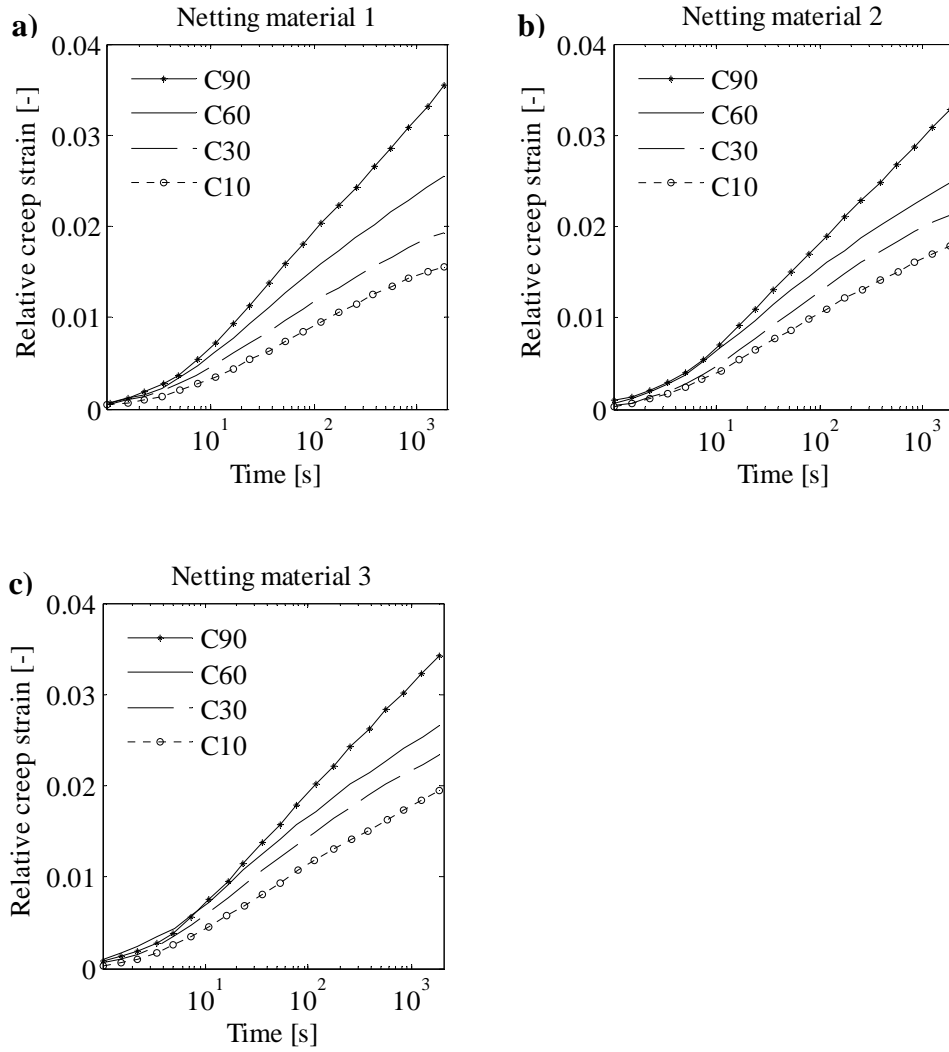 a)
Netting material 1
Relative creep strain [-]
0.04
0.03
0.02
0.01
0
C90
C60
C30
C10
10^1
10^2
10^3
Time [s]
b)
Netting material 2
Relative creep strain [-]
0.04
0.03
0.02
0.01
0
C90
C60
C30
C10
10^1
10^2
10^3
Time [s]
c)
Netting material 3
Relative creep strain [-]
0.04
0.03
0.02
0.01
0
C90
C60
C30
C10
10^1
10^2
10^3
Time [s]